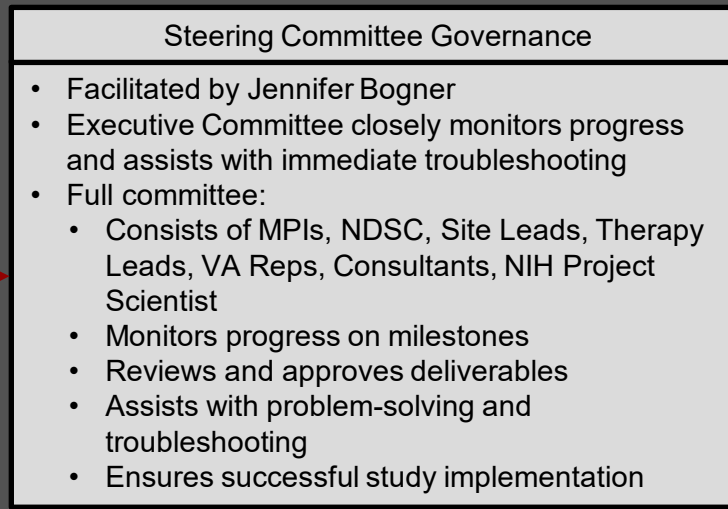 Steering Committee Governance
• Facilitated by Jennifer Bogner
• Executive Committee closely monitors progress
and assists with immediate troubleshooting
• Full committee:
• Consists of MPIs, NDSC, Site Leads, Therapy
Leads, VA Reps, Consultants, NIH Project
Scientist
• Monitors progress on milestones
• Reviews and approves deliverables
• Assists with problem-solving and
troubleshooting
• Ensures successful study implementation